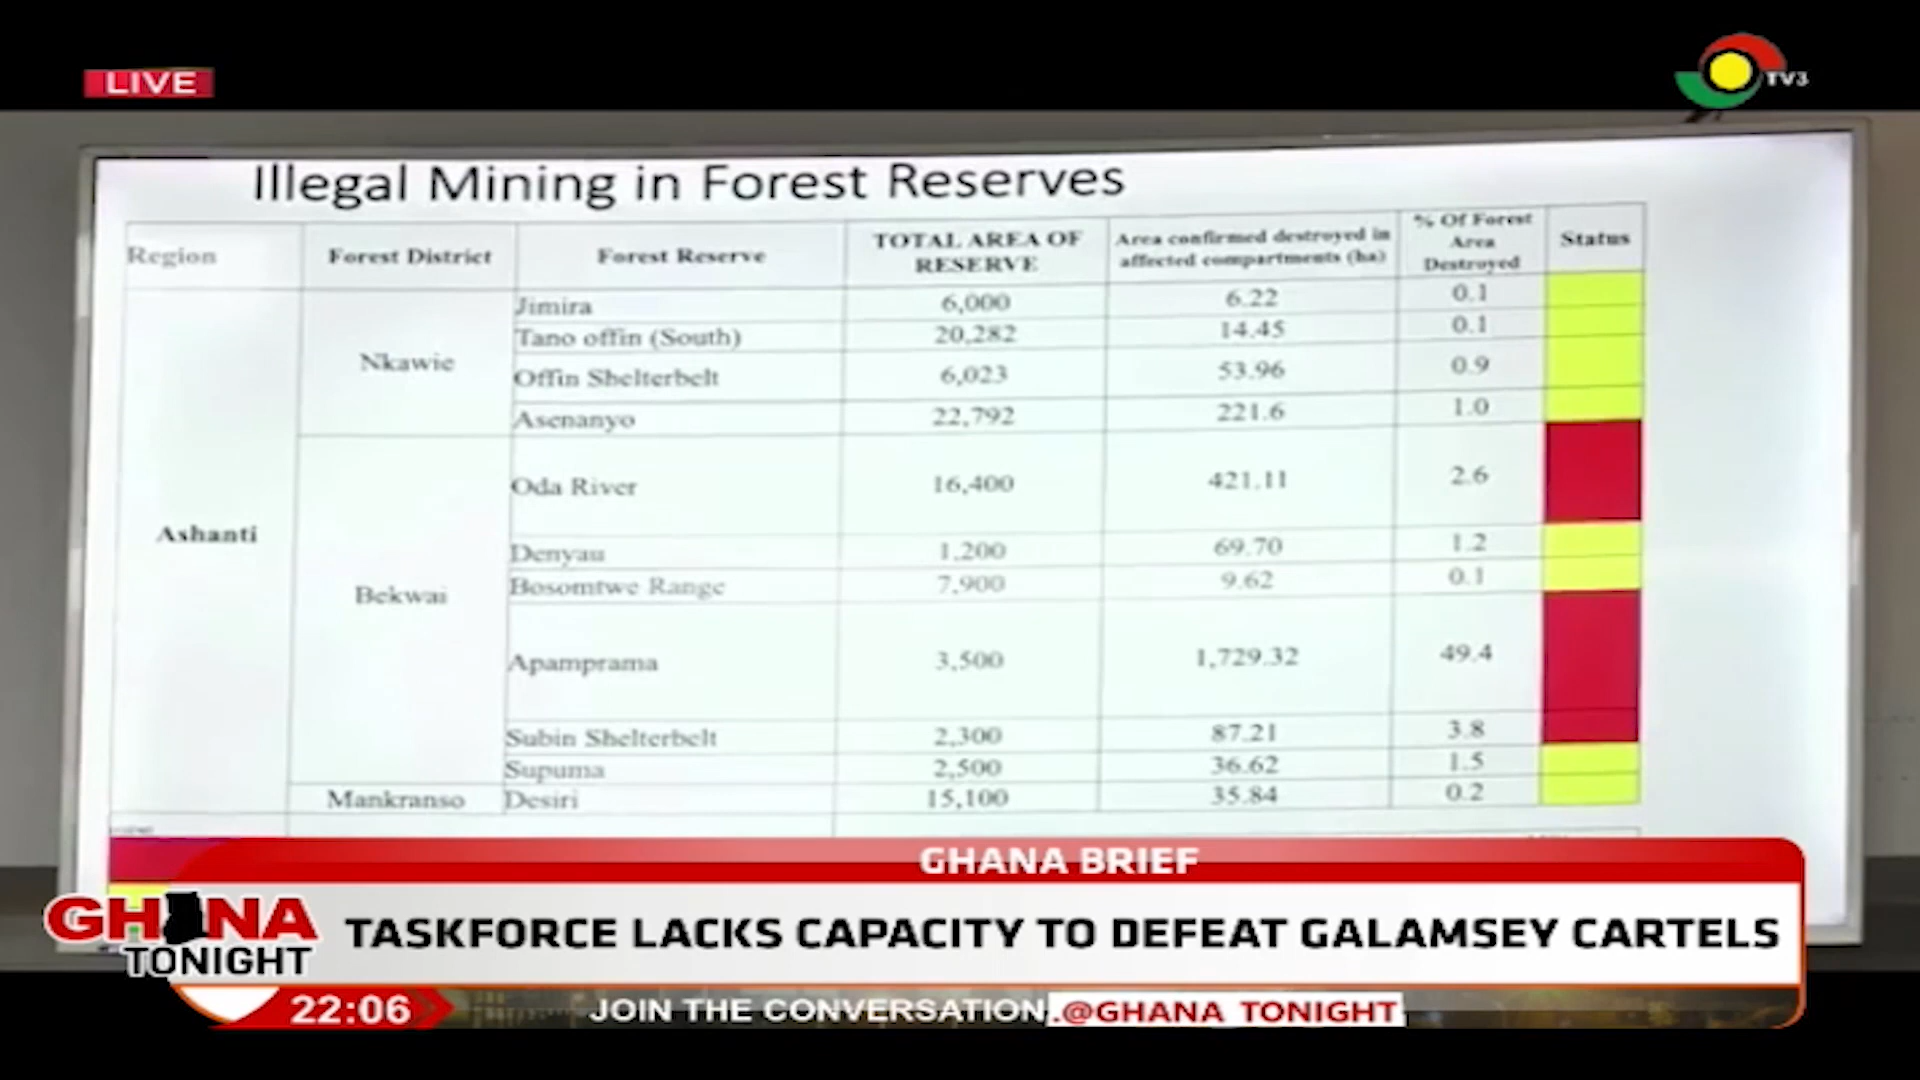 LIVE
TV3
Illegal Mining in Forest Reserves
Region Forest District Forest Reserve TOTAL AREA OF RESERVE Area confirmed destroyed in affected compartments (ha) % Of Forest Area Destroyed Status
Ashanti
Nkawie
Jimira 6,000 6.22 0.1
Tano offin (South) 20,282 14.45 0.1
Offin Shelterbelt 6,023 53.96 0.9
Asenanyo 22,792 221.6 1.0
Bekwai
Oda River 16,400 421.11 2.6
Denyau 1,200 69.70 1.2
Bosomtwe Range 7,900 9.62 0.1
Apamprama 3,500 1,729.32 49.4
Subin Shelterbelt 2,300 87.21 3.8
Supuma 2,500 36.62 1.5
Mankranso Desiri 15,100 35.84 0.2
GHANA BRIEF
GHANA TONIGHT
TASKFORCE LACKS CAPACITY TO DEFEAT GALAMSEY CARTELS
22:06
JOIN THE CONVERSATION.@GHANA TONIGHT